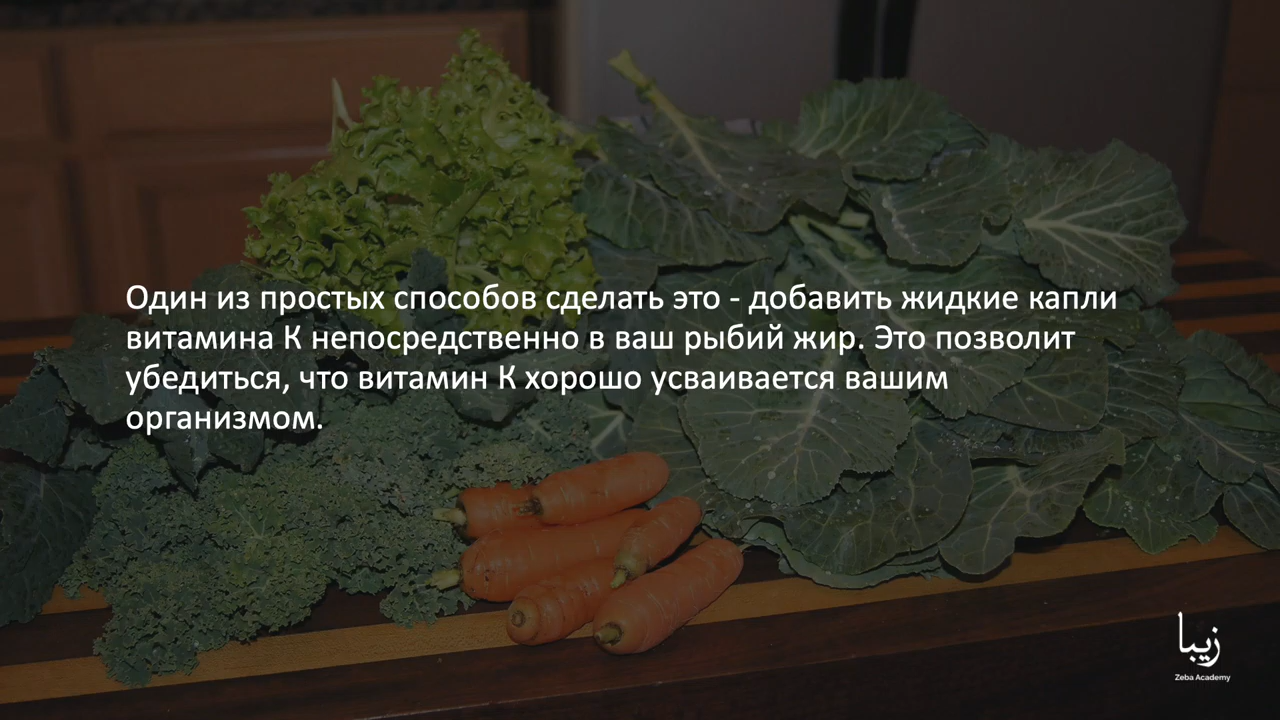 Один из простых способов сделать это - добавить жидкие капли
витамина К непосредственно в ваш рыбий жир. Это позволит
убедиться, что витамин К хорошо усваивается вашим
организмом.
زيبا
Zeba Academy